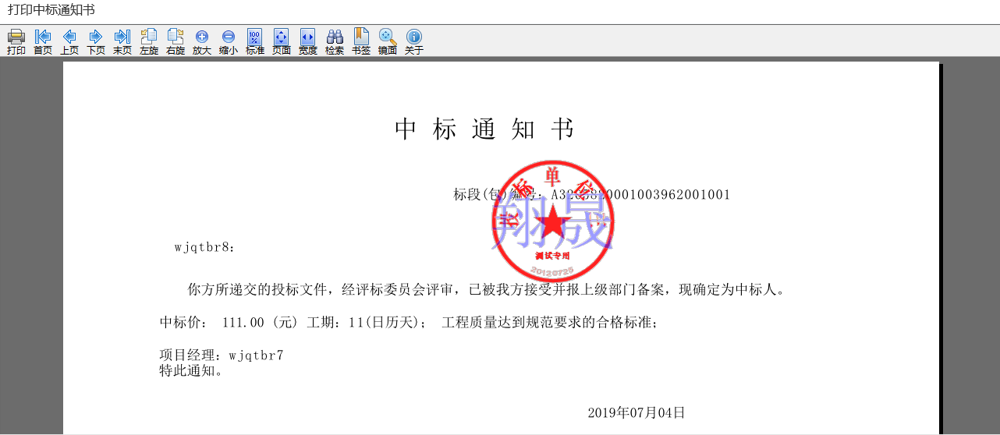 打印中标通知书
打印 首页 上页 下页 末页 左旋 右旋 放大 缩小 标准 页面 宽度 检索 书签 镜面 关于
中 标 通 知 书
标段(包)编号: A3205820001003962001001
投标单位
翔晟
测试专用
20120725
wjqtbr8:
你方所递交的投标文件，经评标委员会评审，已被我方接受并报上级部门备案，现确定为中标人。
中标价: 111.00 (元) 工期: 11(日历天); 工程质量达到规范要求的合格标准;
项目经理: wjqtbr7
特此通知。
2019年07月04日